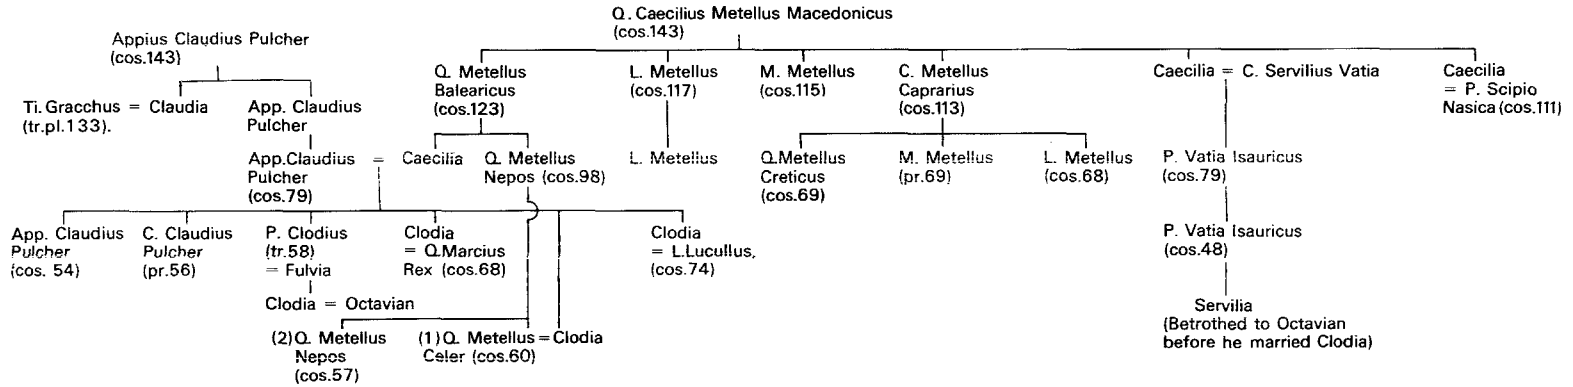 Q. Caecilius Metellus Macedonicus
(cos.143)
Appius Claudius Pulcher
(cos.143)
Ti. Gracchus = Claudia
(tr.pl.133).
App. Claudius
Pulcher
Q. Metellus
Balearicus
(cos.123)
L. Metellus
(cos.117)
M. Metellus
(cos.115)
C. Metellus
Caprarius
(cos.113)
Caecilia = C. Servilius Vatia
Caecilia
= P. Scipio
Nasica (cos.111)
App.Claudius = Caecilia
Pulcher
(cos.79)
Q. Metellus
Nepos (cos.98)
L. Metellus
Q.Metellus
Creticus
(cos.69)
M. Metellus
(pr.69)
L. Metellus
(cos.68)
P. Vatia Isauricus
(cos.79)
App. Claudius
Pulcher
(cos. 54)
C. Claudius
Pulcher
(pr.56)
P. Clodius
(tr.58)
= Fulvia
Clodia
= Q.Marcius
Rex (cos.68)
Clodia
= L.Lucullus,
(cos.74)
P. Vatia Isauricus
(cos.48)
Clodia = Octavian
(2)Q. Metellus
Nepos
(cos.57)
(1)Q. Metellus = Clodia
Celer (cos.60)
Servilia
(Betrothed to Octavian
before he married Clodia)